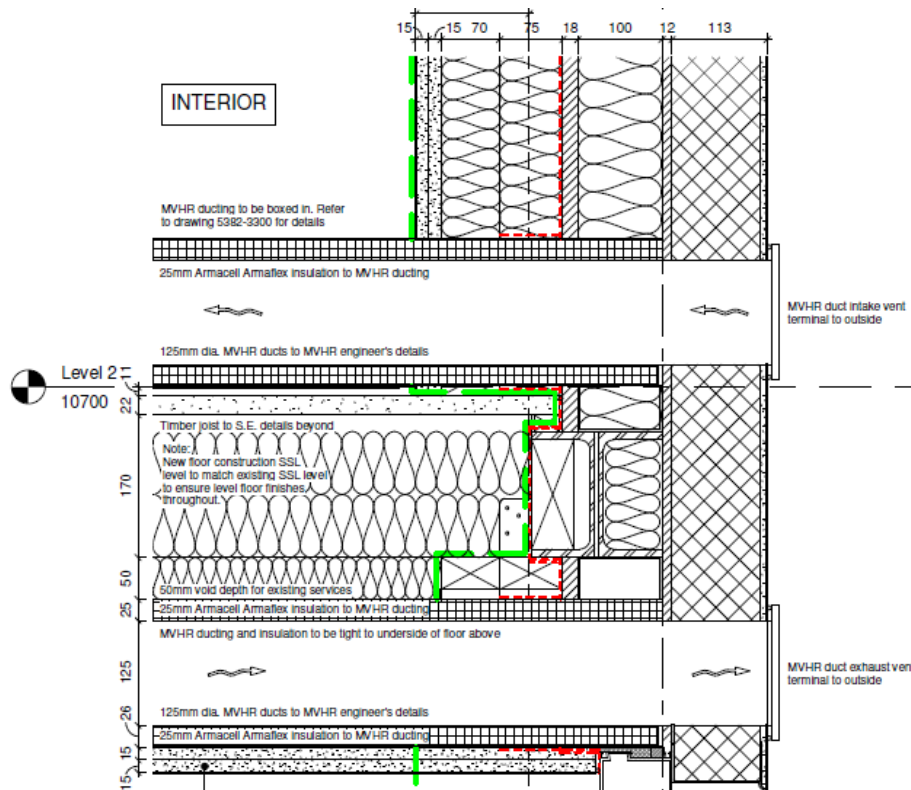 15
15
70
75
18
100
12
113
INTERIOR
MVHR ducting to be boxed in. Refer
to drawing 5382-3300 for details
25mm Armacell Armaflex insulation to MVHR ducting
MVHR duct intake vent
terminal to outside
125mm dia. MVHR ducts to MVHR engineer's details
Level 2
10700
11
22
Timber joist to S.E. details beyond
Note:
New floor construction SSL
level to match existing SSL level
to ensure level floor finishes
throughout.
170
50
50mm void depth for existing services
25
25mm Armacell Armaflex insulation to MVHR ducting
MVHR ducting and insulation to be tight to underside of floor above
125
MVHR duct exhaust ven
terminal to outside
125mm dia. MVHR ducts to MVHR engineer's details
26
25mm Armacell Armaflex insulation to MVHR ducting
15
15